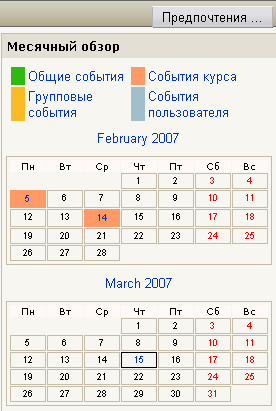 Предпочтения ...
Месячный обзор
Общие события События курса
Групповые события События пользователя
February 2007
Пн Вт Ср Чт Пт Сб Вс
1 2 3 4
5 6 7 8 9 10 11
12 13 14 15 16 17 18
19 20 21 22 23 24 25
26 27 28
March 2007
Пн Вт Ср Чт Пт Сб Вс
1 2 3 4
5 6 7 8 9 10 11
12 13 14 15 16 17 18
19 20 21 22 23 24 25
26 27 28 29 30 31